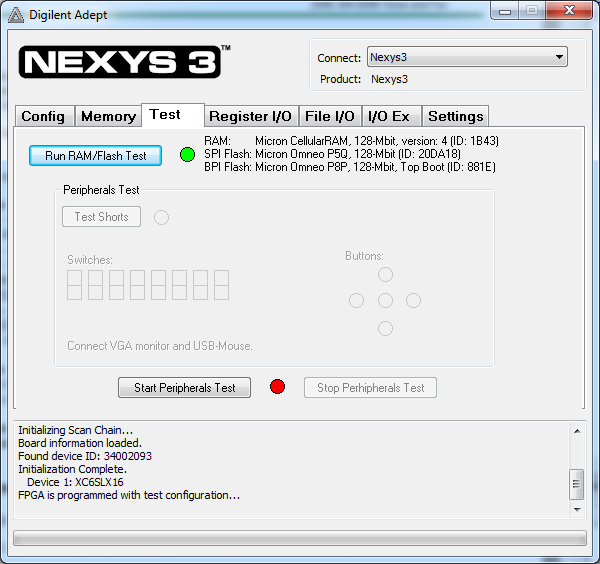 Digilent Adept
NEXYS 3™
Connect: Nexys3
Product: Nexys3
Config Memory Test Register I/O File I/O I/O Ex Settings
Run RAM/Flash Test
RAM: Micron CellularRAM, 128-Mbit, version: 4 (ID: 1B43)
SPI Flash: Micron Omneo P5Q, 128-Mbit (ID: 20DA18)
BPI Flash: Micron Omneo P8P, 128-Mbit, Top Boot (ID: 881E)
Peripherals Test
Test Shorts
Switches:
Buttons:
Connect VGA monitor and USB-Mouse.
Start Peripherals Test
Stop Perhipherals Test
Initializing Scan Chain...
Board information loaded.
Found device ID: 34002093
Initialization Complete.
Device 1: XC6SLX16
FPGA is programmed with test configuration...